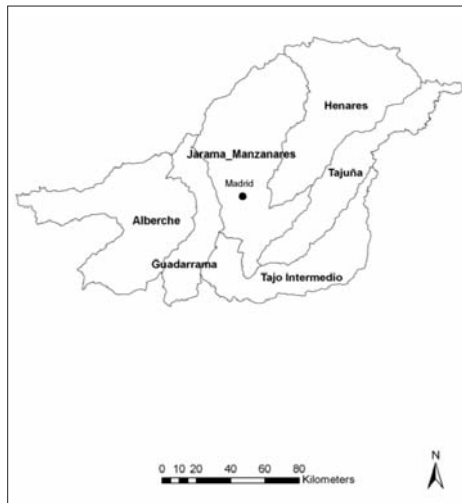 Henares
Jarama_Manzanares
Tajuña
Madrid
Alberche
Guadarrama
Tajo Intermedio
N
0 10 20 40 60 80
Kilometers